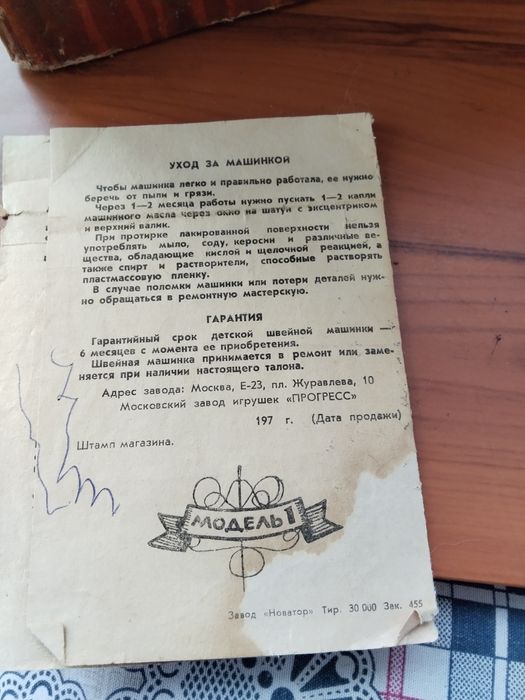 УХОД ЗА МАШИНКОЙ
Чтобы машинка легко и правильно работала, ее нужно
беречь от пыли и грязи.
Через 1—2 месяца работы нужно пускать 1—2 капли
машинного масла через окно на шатун с эксцентриком
и верхний валик.
При протирке лакированной поверхности нельзя
употреблять мыло, соду, керосин и различные ве-
щества, обладающие кислой и щелочной реакцией, а
также спирт и растворители, способные растворять
пластмассовую пленку.
В случае поломки машинки или потери деталей нуж-
но обращаться в ремонтную мастерскую.
ГАРАНТИЯ
Гарантийный срок детской швейной машинки —
6 месяцев с момента ее приобретения.
Швейная машинка принимается в ремонт или заме-
няется при наличии настоящего талона.
Адрес завода: Москва, Е-23, пл. Журавлева, 10
Московский завод игрушек «ПРОГРЕСС»
197 г. (Дата продажи)
Штамп магазина.
МОДЕЛЬ 1
Завод «Новатор» Тир. 30 000 Зак. 455